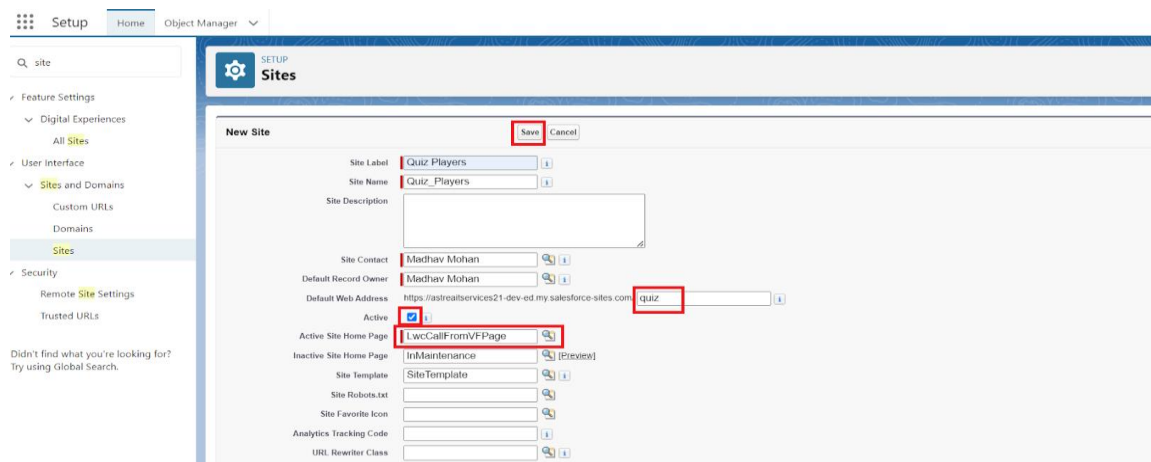 Setup Home Object Manager
site
SETUP
Sites
Feature Settings
Digital Experiences
All Sites
User Interface
Sites and Domains
Custom URLs
Domains
Sites
Security
Remote Site Settings
Trusted URLs
Didn't find what you're looking for?
Try using Global Search.
New Site Save Cancel
Site Label Quiz Players
Site Name Quiz_Players
Site Description
Site Contact Madhav Mohan
Default Record Owner Madhav Mohan
Default Web Address https://astreaitservices21-dev-ed.my.salesforce-sites.com/ quiz
Active
Active Site Home Page LwcCallFromVFPage
Inactive Site Home Page InMaintenance [Preview]
Site Template SiteTemplate
Site Robots.txt
Site Favorite Icon
Analytics Tracking Code
URL Rewriter Class